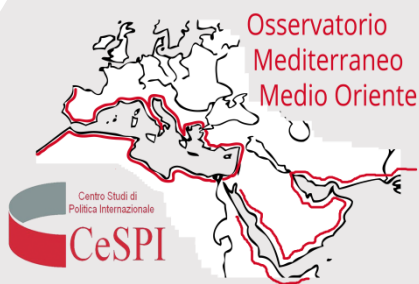 Osservatorio
Mediterraneo
Medio Oriente
Centro Studi di
Politica Internazionale
CeSPI